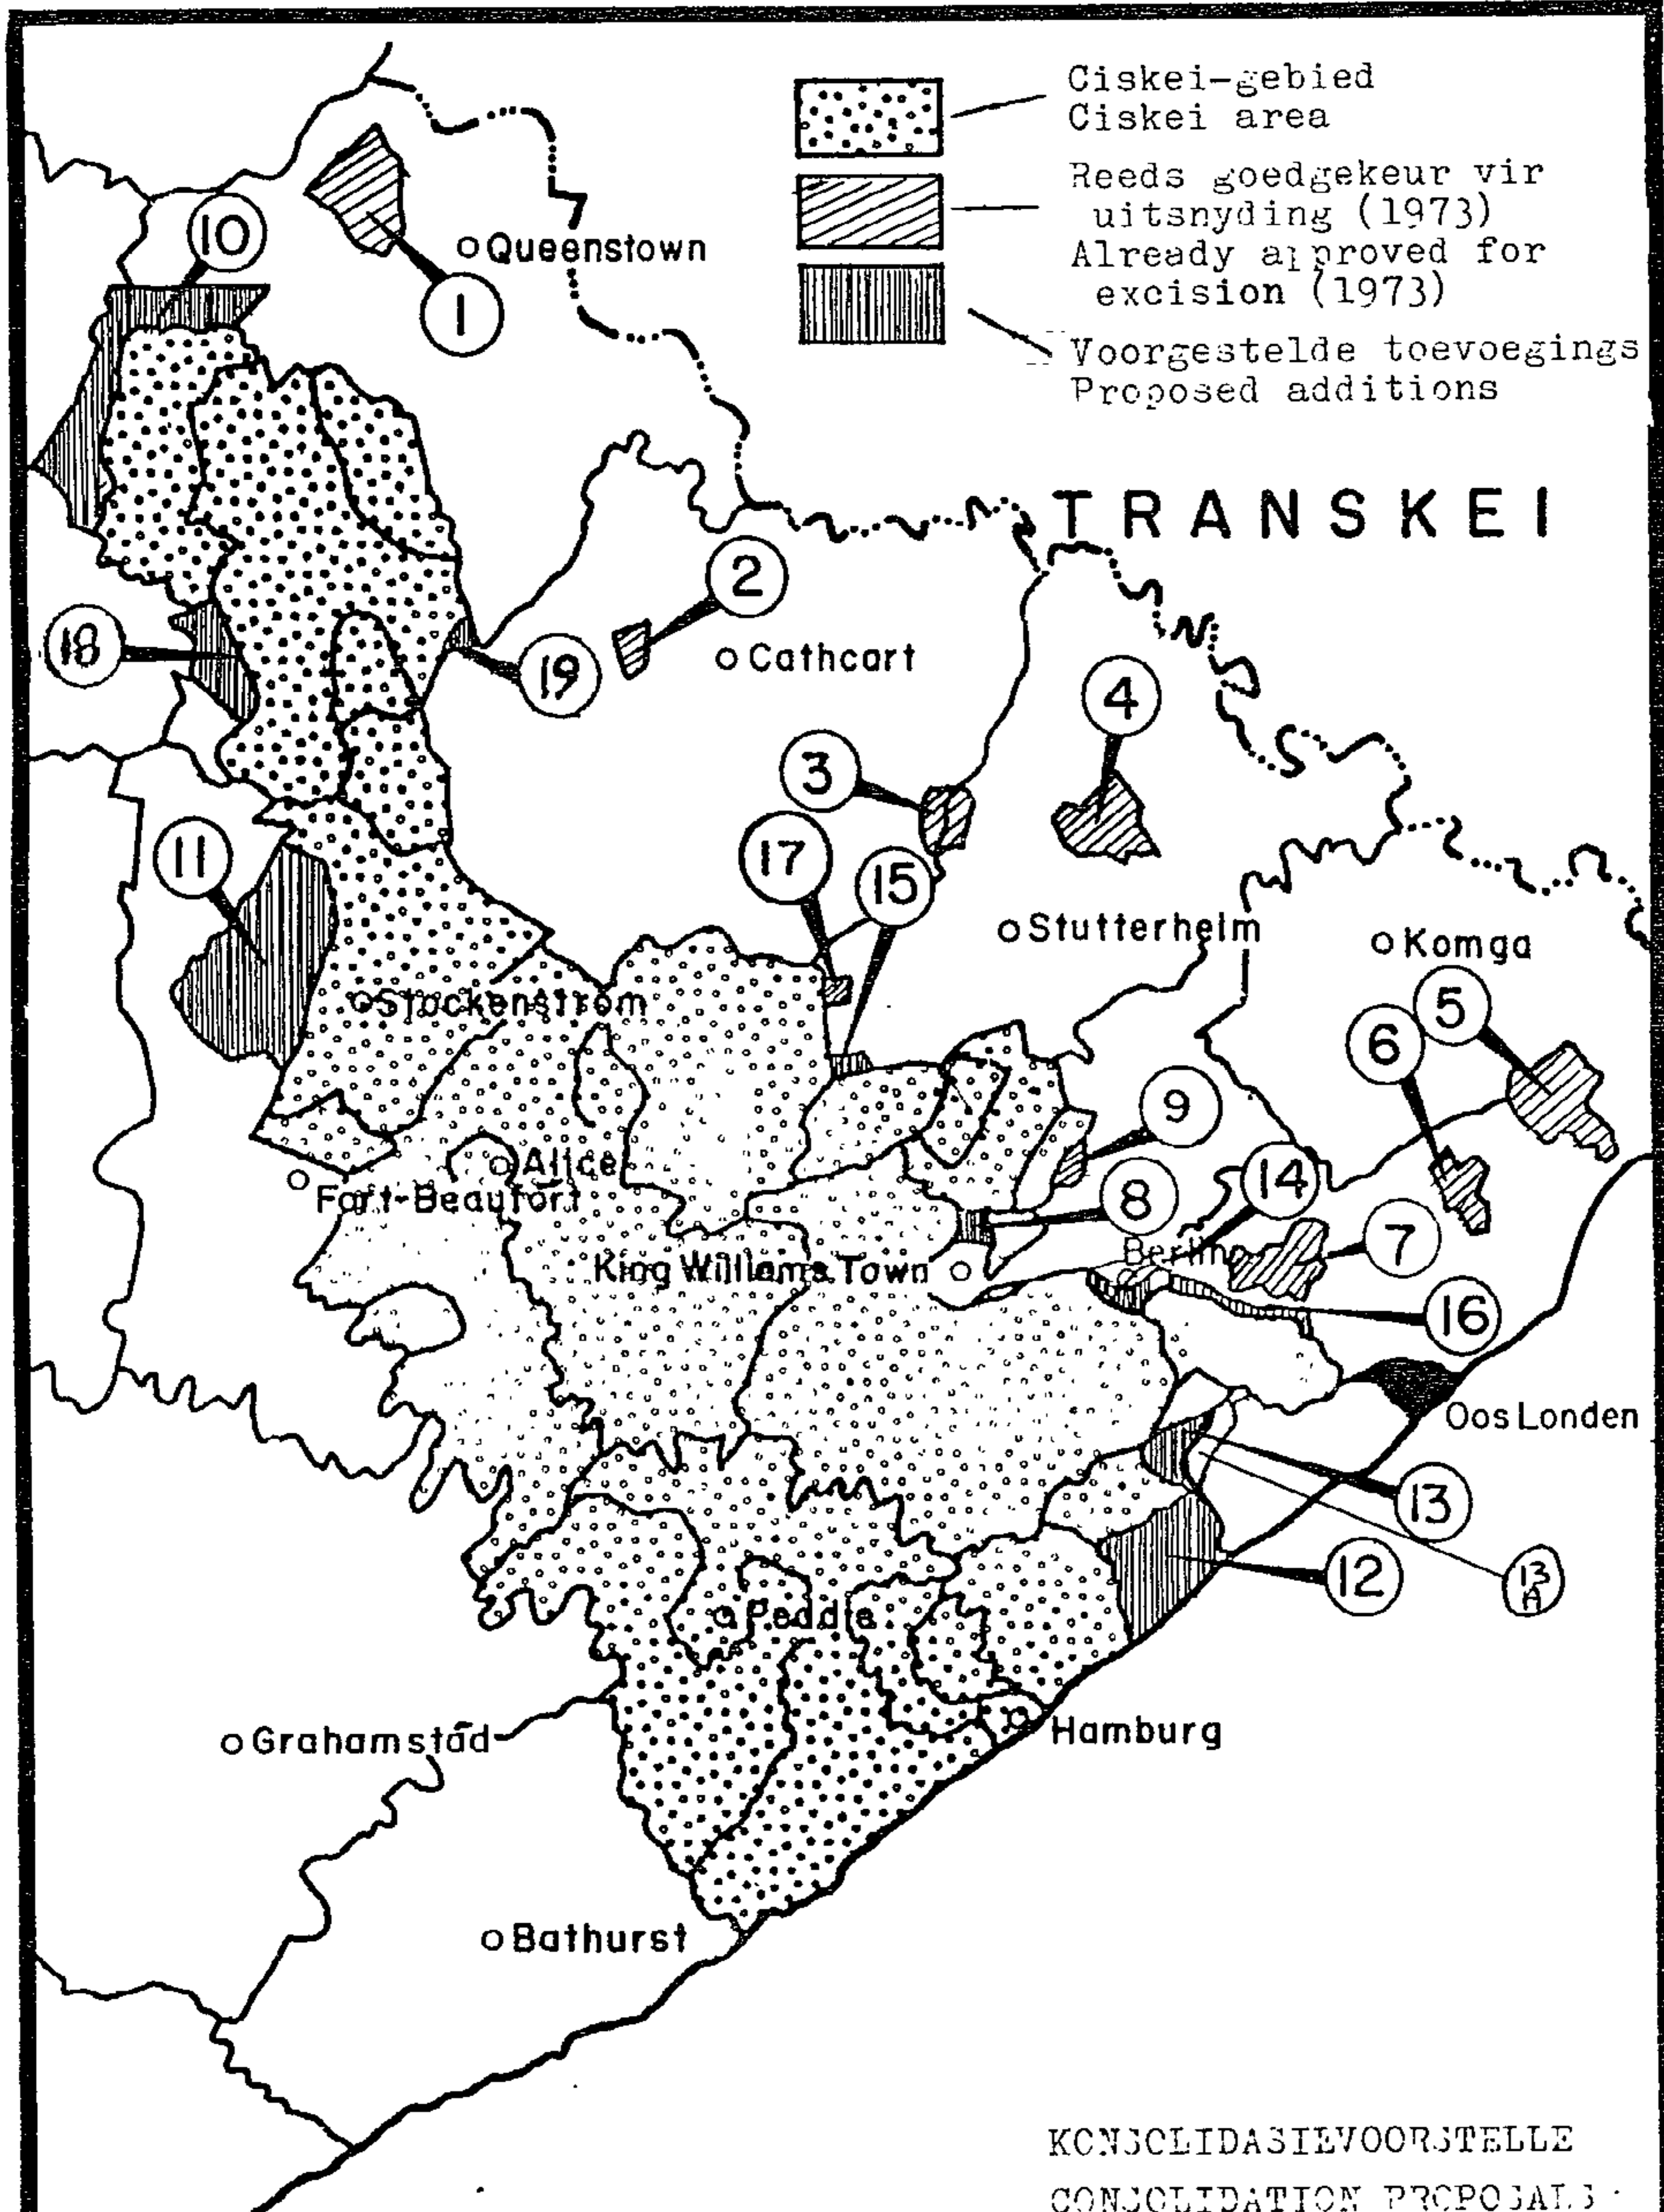 Ciskei-gebied
Ciskei area
Reeds goedgekeur vir
uitsnyding (1973)
Already approved for
excision (1973)
Voorgestelde toevoegings
Proposed additions
10
Queenstown
1
TRANSKEI
2
18
Cathcart
19
4
3
17
11
15
Stutterheim
Komga
5
Stockenström
6
9
14
Alice
8
Fort-Beaufort
7
Berlin
King Williams Town
16
Oos Londen
13
12
13
A
Peddie
Hamburg
Grahamstad
Bathurst
KONSOLIDASIEVOORSTELLE
CONSOLIDATION PROPOSALS